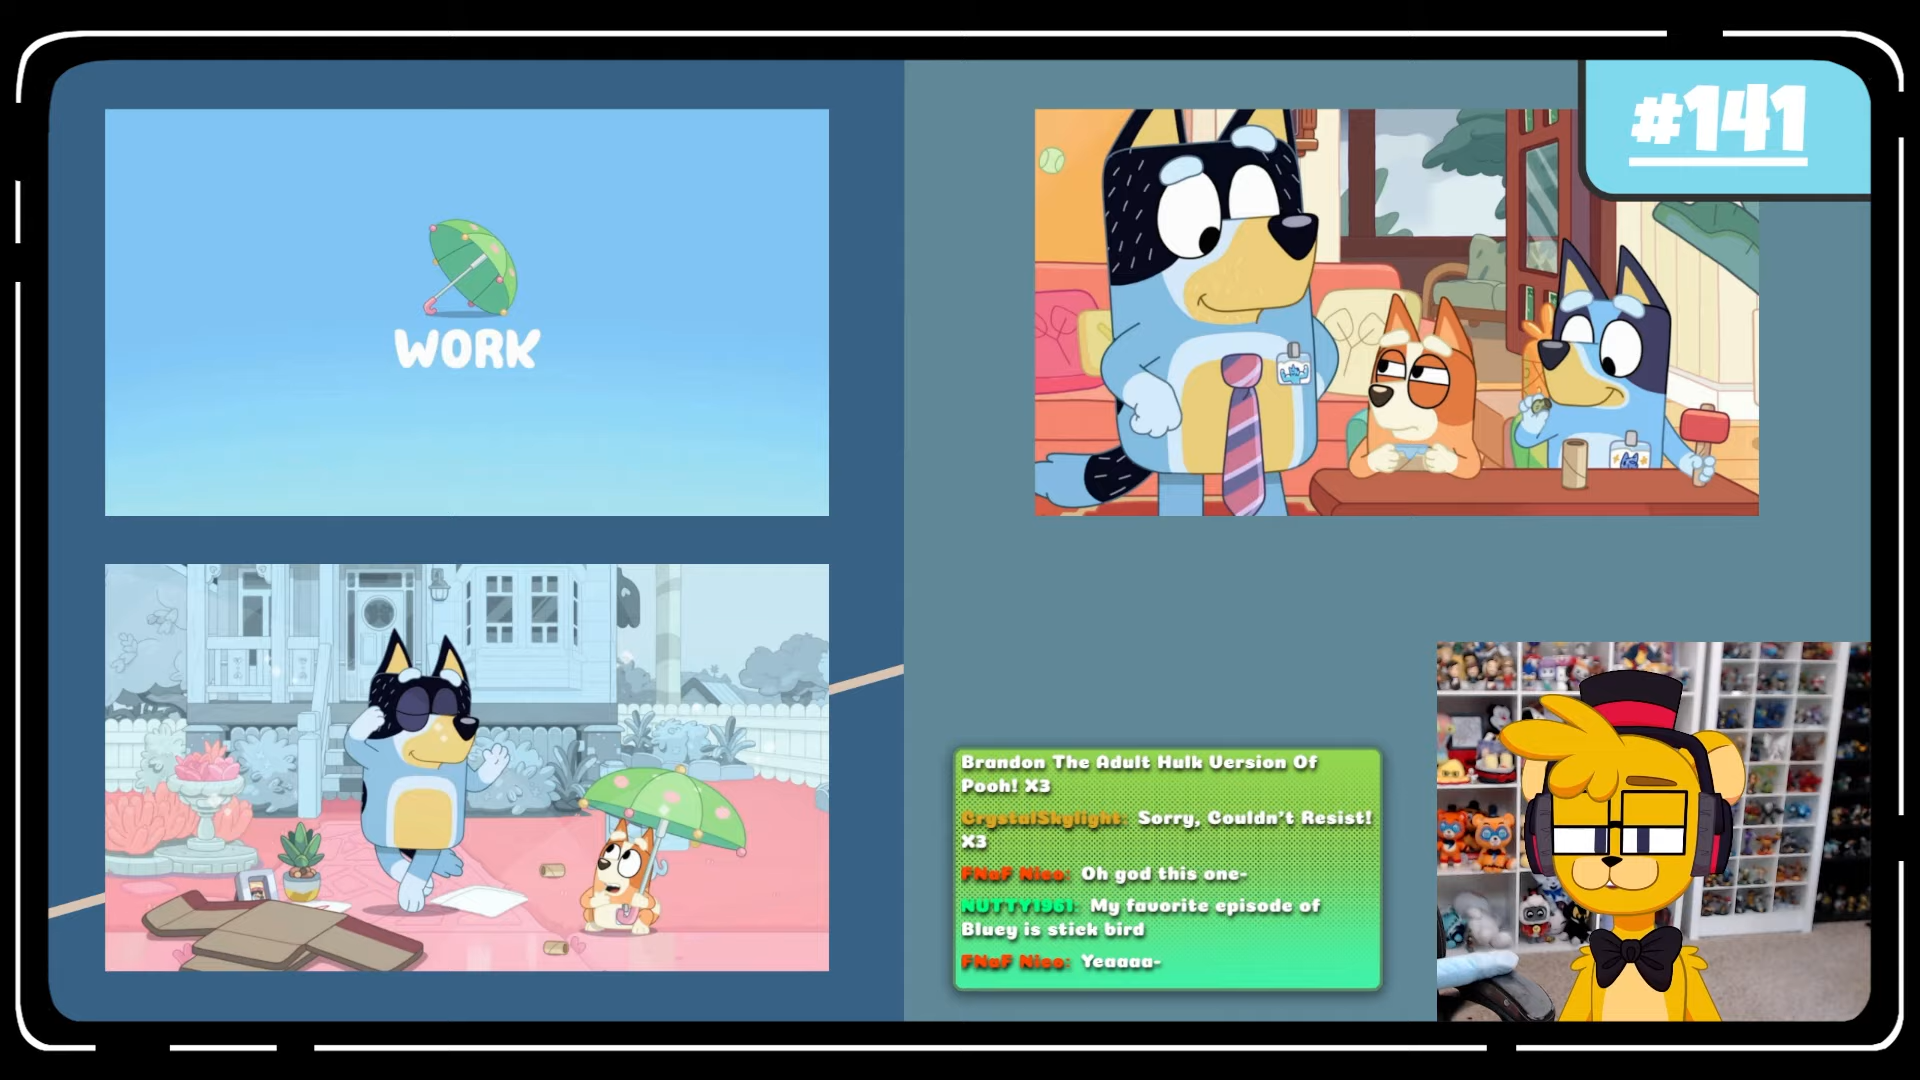 #141
WORK
Brandon The Adult Hulk Version Of
Pooh! X3
CrystalSkylight: Sorry, Couldn't Resist!
X3
FNaF Nico: Oh god this one-
NUTTY1961: My favorite episode of
Bluey is stick bird
FNaF Nico: Yeaaaa-